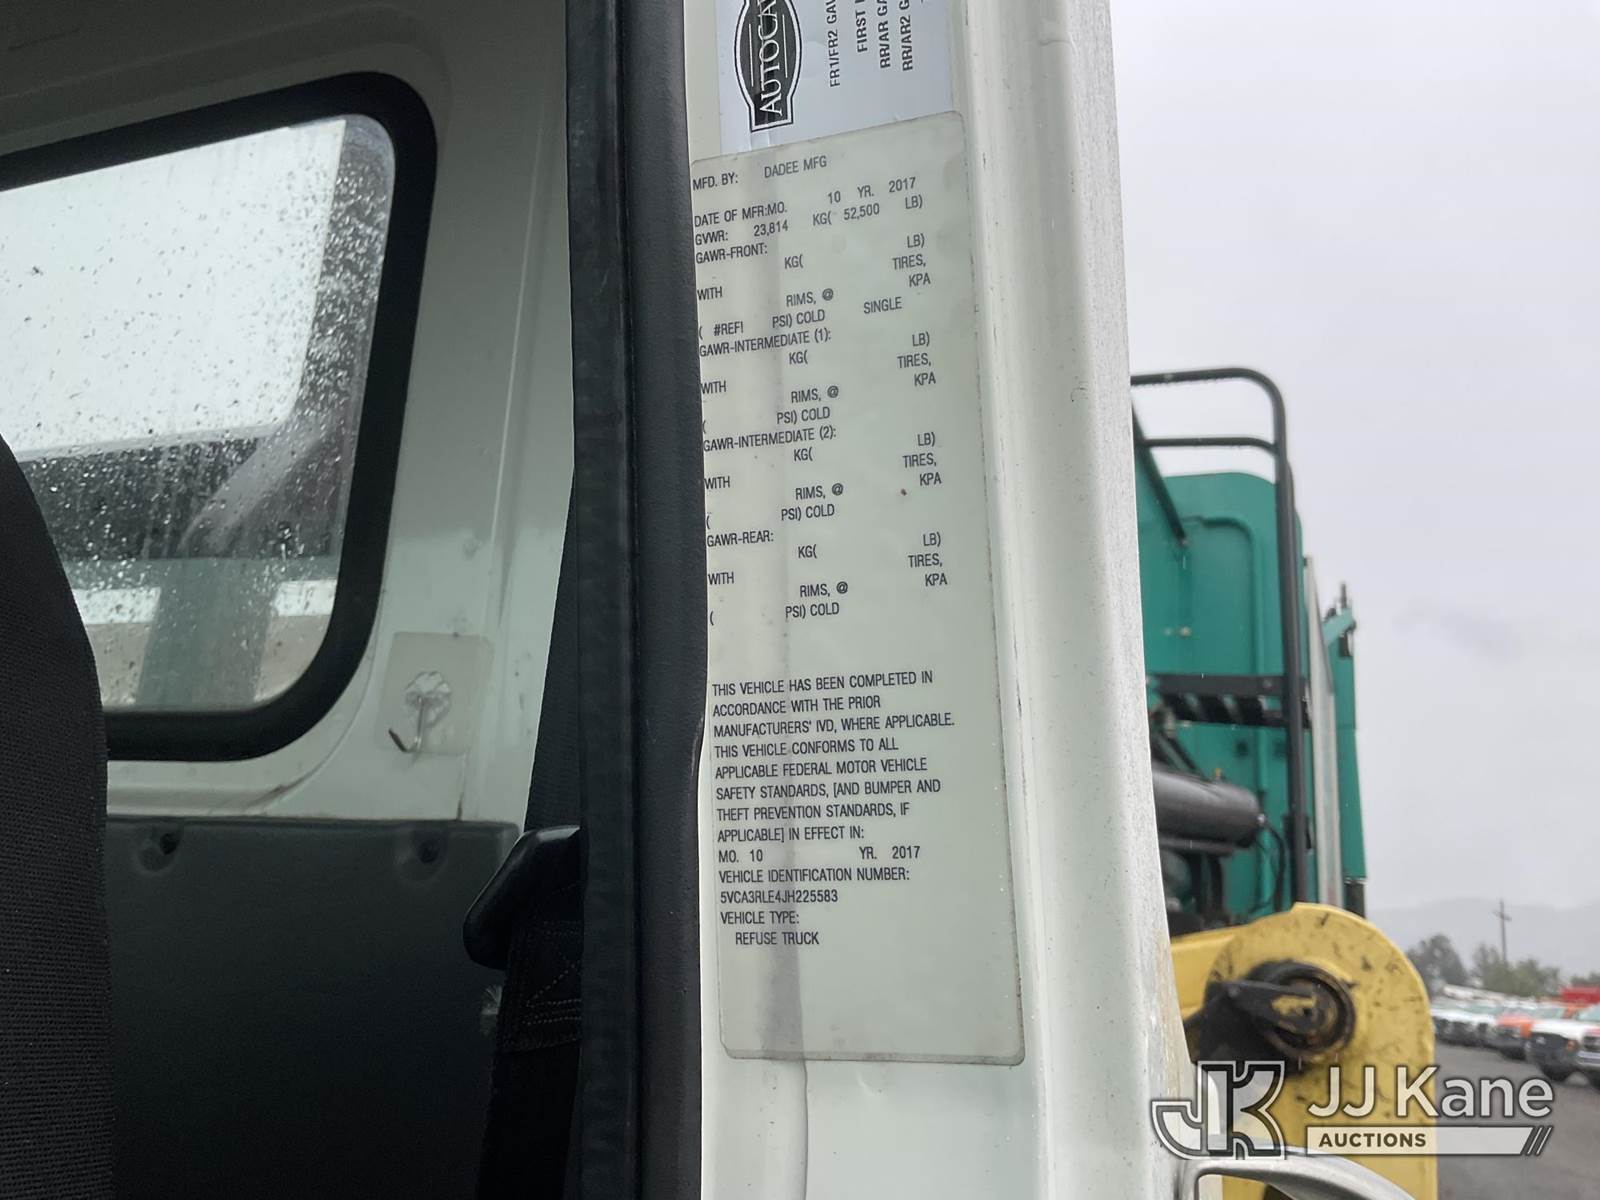 AUTOCA
FR1/FR2 GAW
FIRST
RR/AR GA
RR/AR2 G
MFD. BY: DADEE MFG
DATE OF MFR:MO. 10 YR. 2017
GVWR: 23,814 KG( 52,500 LB)
GAWR-FRONT:
KG( LB)
WITH TIRES,
RIMS, @ KPA
( #REF! PSI) COLD SINGLE
GAWR-INTERMEDIATE (1):
KG( LB)
WITH TIRES,
RIMS, @ KPA
( PSI) COLD
GAWR-INTERMEDIATE (2):
KG( LB)
WITH TIRES,
RIMS, @ KPA
( PSI) COLD
GAWR-REAR:
KG( LB)
WITH TIRES,
RIMS, @ KPA
( PSI) COLD
THIS VEHICLE HAS BEEN COMPLETED IN
ACCORDANCE WITH THE PRIOR
MANUFACTURERS' IVD, WHERE APPLICABLE.
THIS VEHICLE CONFORMS TO ALL
APPLICABLE FEDERAL MOTOR VEHICLE
SAFETY STANDARDS, [AND BUMPER AND
THEFT PREVENTION STANDARDS, IF
APPLICABLE] IN EFFECT IN:
MO. 10 YR. 2017
VEHICLE IDENTIFICATION NUMBER:
5VCA3RLE4JH225583
VEHICLE TYPE:
REFUSE TRUCK
JK JJ Kane
AUCTIONS